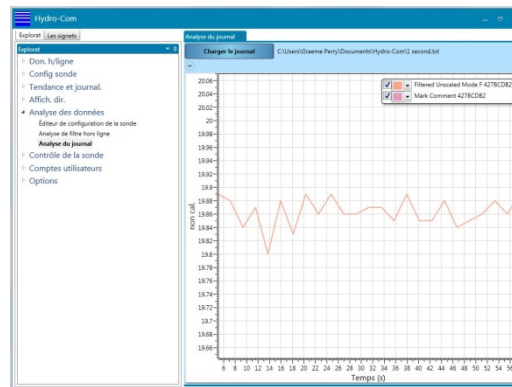 Hydro-Com
Explorat Les signets
Explorat
Don. h/ligne
Config sonde
Tendance et journal.
Affich. dir.
Analyse des données
Éditeur de configuration de la sonde
Analyse de filtre hors ligne
Analyse du journal
Contrôle de la sonde
Comptes utilisateurs
Options
Analyse du journal
Charger le journal C:\Users\Graeme Perry\Documents\Hydro-Com\1 second.txt
Filtered Unscaled Mode F 427BCDB2
Mark Comment 427BCDB2
non cal.
20.06
20.04
20.02
20
19.98
19.96
19.94
19.92
19.9
19.88
19.86
19.84
19.82
19.8
19.78
19.76
19.74
19.72
19.7
19.68
19.66
6 8 10 12 14 16 18 20 22 24 26 28 30 32 34 36 38 40 42 44 46 48 50 52 54 56
Temps (s)